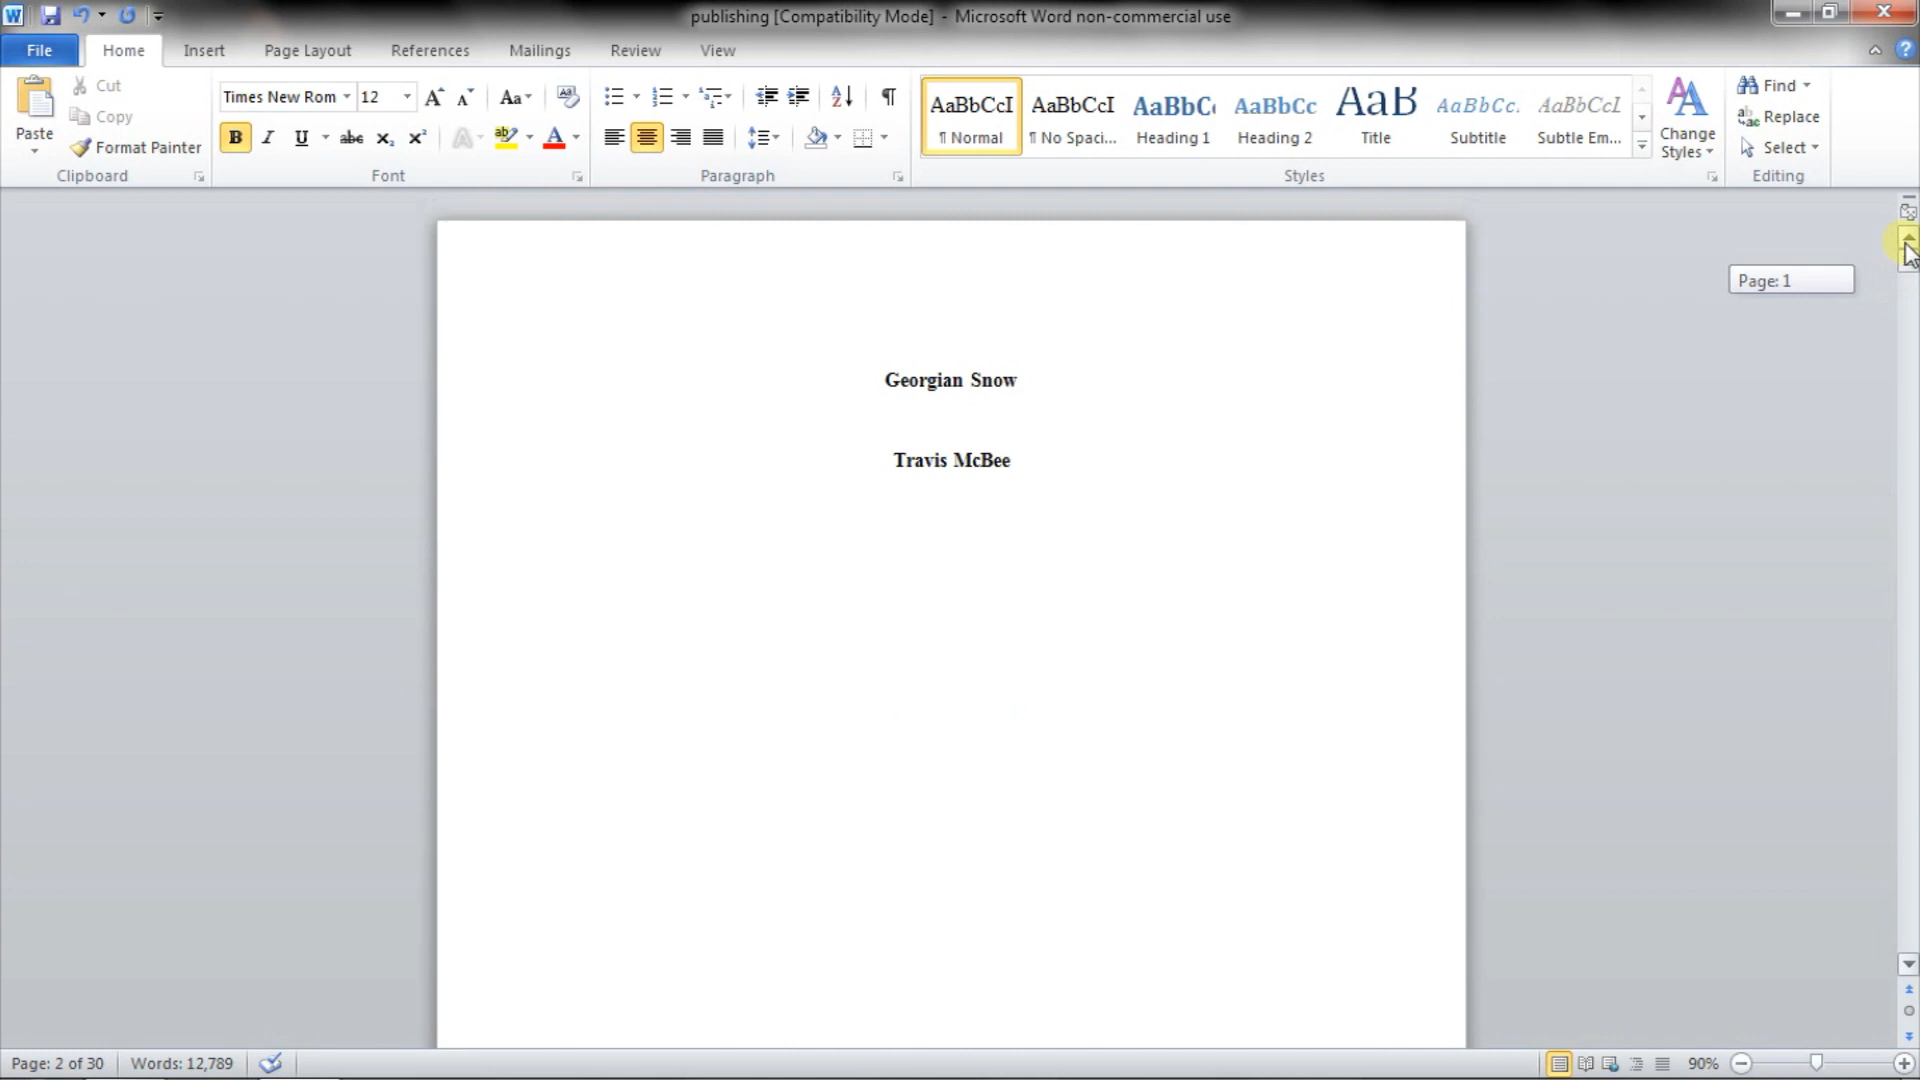 publishing [Compatibility Mode] - Microsoft Word non-commercial use
File Home Insert Page Layout References Mailings Review View
Paste
Cut
Copy
Format Painter
Clipboard
Times New Rom 12
Font
Paragraph
AaBbCcI AaBbCcI AaBbC AaBbCc AaB AaBbCc. AaBbCcL
¶ Normal ¶ No Spaci... Heading 1 Heading 2 Title Subtitle Subtle Em...
Change Styles
Styles
Find
Replace
Select
Editing
Page: 1
Georgian Snow
Travis McBee
Page: 2 of 30 Words: 12,789 90%